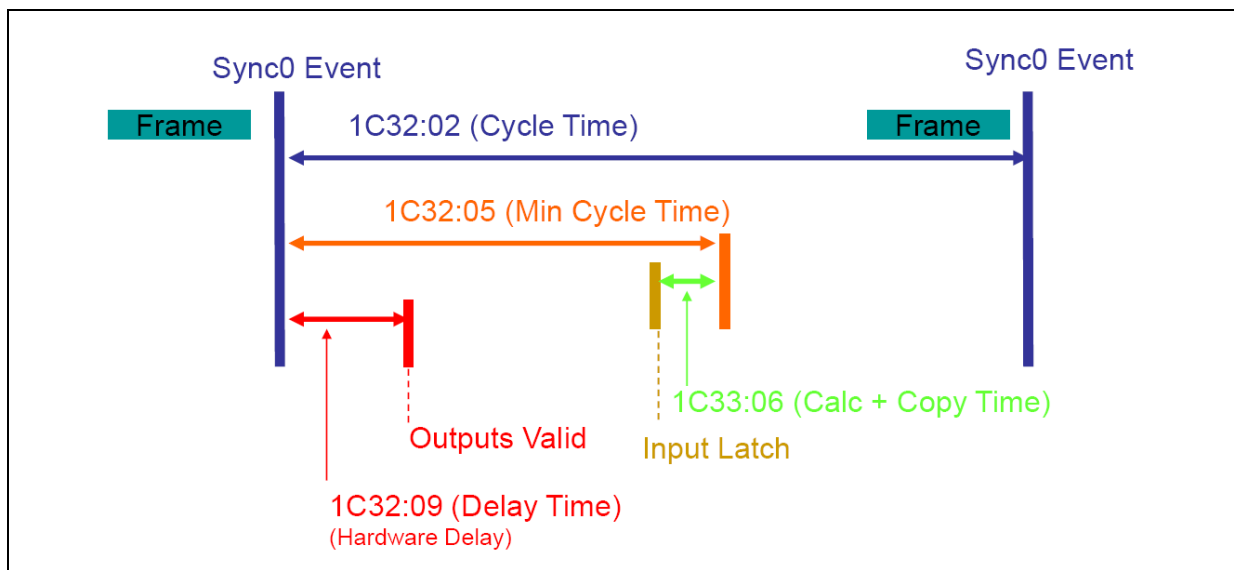 Sync0 Event
Sync0 Event
Frame
1C32:02 (Cycle Time)
Frame
1C32:05 (Min Cycle Time)
1C33:06 (Calc + Copy Time)
Outputs Valid
Input Latch
1C32:09 (Delay Time)
(Hardware Delay)